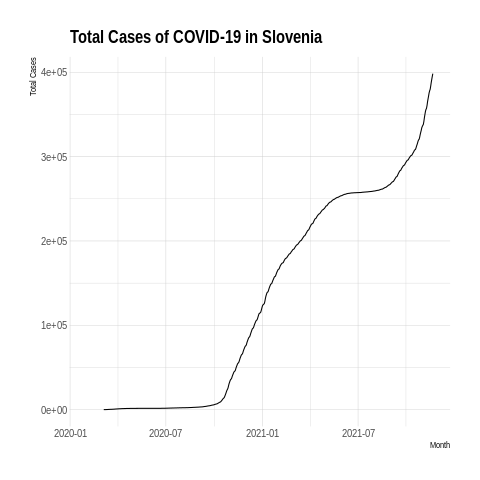 Total Cases of COVID-19 in Slovenia
Total Cases
4e+05
3e+05
2e+05
1e+05
0e+00
2020-01 2020-07 2021-01 2021-07
Month